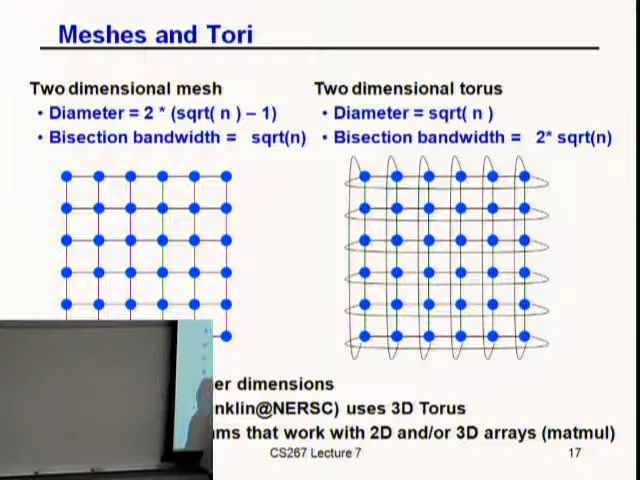 Meshes and Tori
Two dimensional mesh
• Diameter = 2 * (sqrt( n ) – 1)
• Bisection bandwidth = sqrt(n)
Two dimensional torus
• Diameter = sqrt( n )
• Bisection bandwidth = 2* sqrt(n)
er dimensions
nklin@NERSC) uses 3D Torus
ms that work with 2D and/or 3D arrays (matmul)
CS267 Lecture 7
17